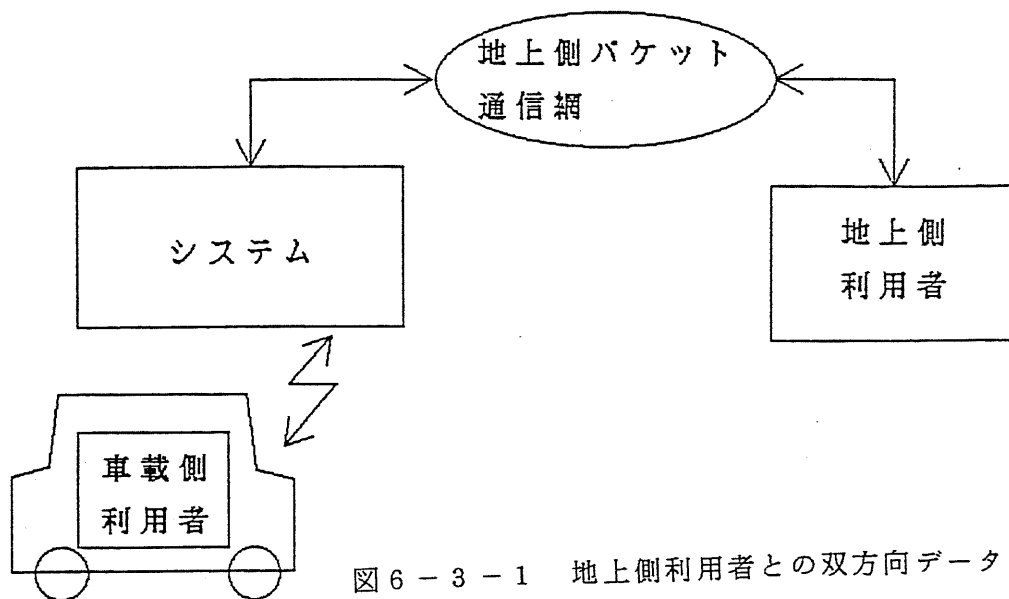 地上側パケット
通信網
システム
地上側
利用者
車載側
利用者
図6-3-1 地上側利用者との双方向データ